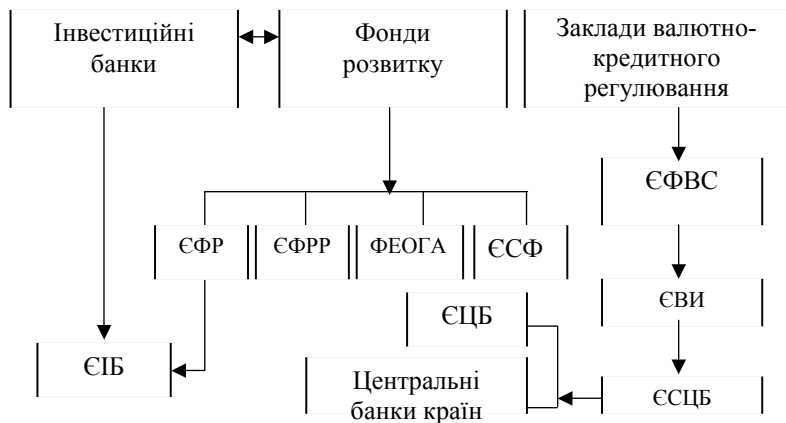 Інвестиційні
банки
Фонди
розвитку
Заклади валютно-
кредитного
регулювання
ЄФВС
ЄФР
ЄФРР
ФЕОГА
ЄСФ
ЄВИ
ЄЦБ
ЄІБ
Центральні
банки країн
ЄСЦБ